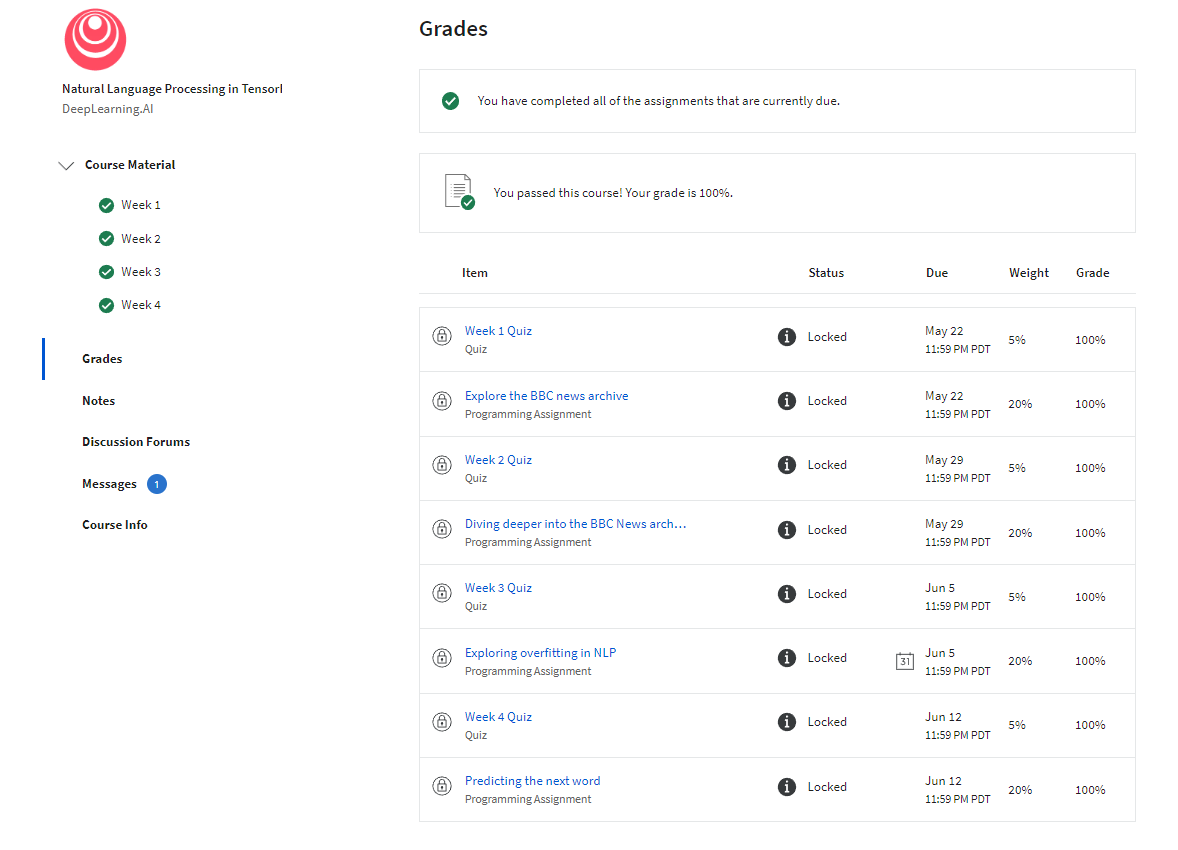 Natural Language Processing in Tensorl
DeepLearning.AI
Course Material
Week 1
Week 2
Week 3
Week 4
Grades
Notes
Discussion Forums
Messages 1
Course Info
Grades
You have completed all of the assignments that are currently due.
You passed this course! Your grade is 100%.
Item Status Due Weight Grade
Week 1 Quiz
Quiz
Locked
May 22
11:59 PM PDT
5%
100%
Explore the BBC news archive
Programming Assignment
Locked
May 22
11:59 PM PDT
20%
100%
Week 2 Quiz
Quiz
Locked
May 29
11:59 PM PDT
5%
100%
Diving deeper into the BBC News arch...
Programming Assignment
Locked
May 29
11:59 PM PDT
20%
100%
Week 3 Quiz
Quiz
Locked
Jun 5
11:59 PM PDT
5%
100%
Exploring overfitting in NLP
Programming Assignment
Locked
31
Jun 5
11:59 PM PDT
20%
100%
Week 4 Quiz
Quiz
Locked
Jun 12
11:59 PM PDT
5%
100%
Predicting the next word
Programming Assignment
Locked
Jun 12
11:59 PM PDT
20%
100%